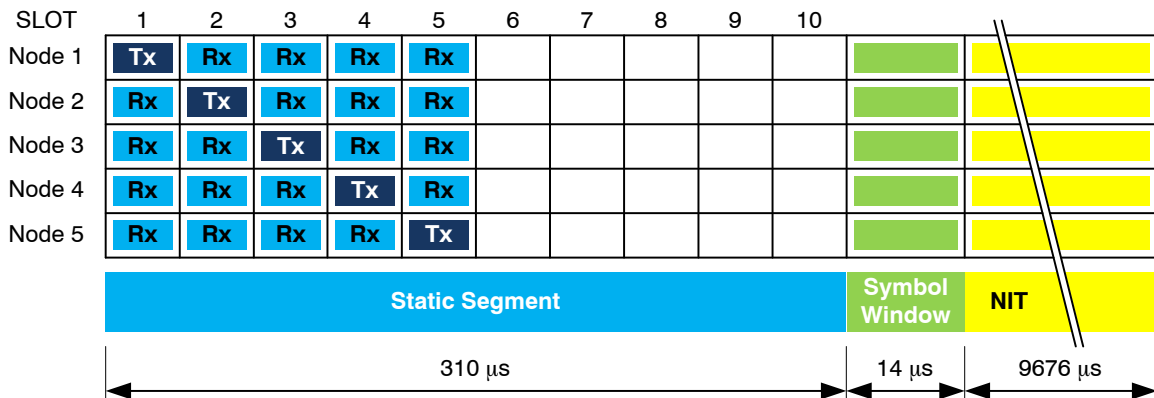 SLOT 1 2 3 4 5 6 7 8 9 10
Node 1 Tx Rx Rx Rx Rx
Node 2 Rx Tx Rx Rx Rx
Node 3 Rx Rx Tx Rx Rx
Node 4 Rx Rx Rx Tx Rx
Node 5 Rx Rx Rx Rx Tx
Static Segment
Symbol
Window
NIT
310 μs
14 μs
9676 μs